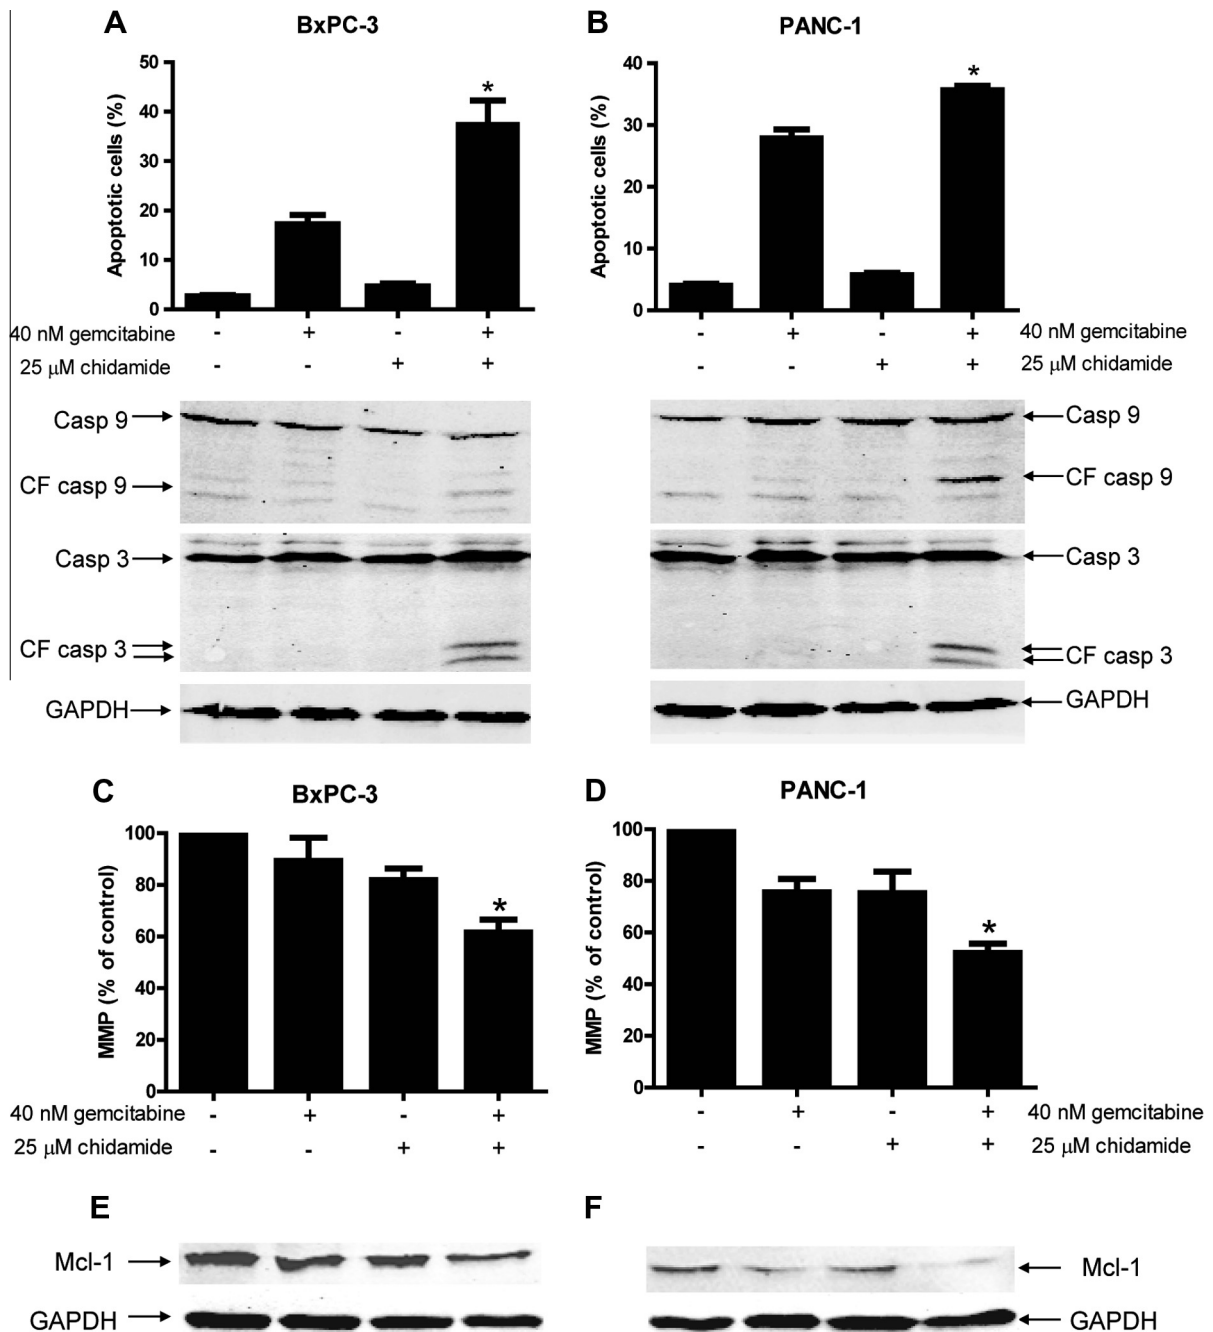 A
BxPC-3
B
PANC-1
Apoptotic cells (%)
50
40
30
20
10
0
*
Apoptotic cells (%)
40
30
20
10
0
*
40 nM gemcitabine - + - +
25 μM chidamide - - + +
- + - + 40 nM gemcitabine
- - + + 25 μM chidamide
Casp 9
CF casp 9
Casp 3
CF casp 3
GAPDH
Casp 9
CF casp 9
Casp 3
CF casp 3
GAPDH
C
BxPC-3
D
PANC-1
MMP (% of control)
100
80
60
40
20
0
*
MMP (% of control)
100
80
60
40
20
0
*
40 nM gemcitabine - + - +
25 μM chidamide - - + +
- + - + 40 nM gemcitabine
- - + + 25 μM chidamide
E
F
Mcl-1
GAPDH
Mcl-1
GAPDH